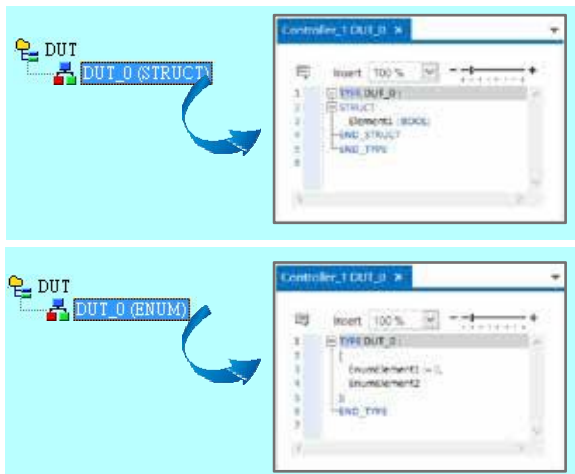 DUT
DUT_0 (STRUCT)
Controller_1 DUT_0 ×
Insert 100 %
1 TYPE DUT_0 :
2 STRUCT
3 Element1 :BOOL;
4 END_STRUCT
5 END_TYPE
6
DUT
DUT_0 (ENUM)
Controller_1 DUT_0 ×
Insert 100 %
1 TYPE DUT_0 :
2 (
3 EnumElement1 :=
4 EnumElement2
5 )
6 END_TYPE
7